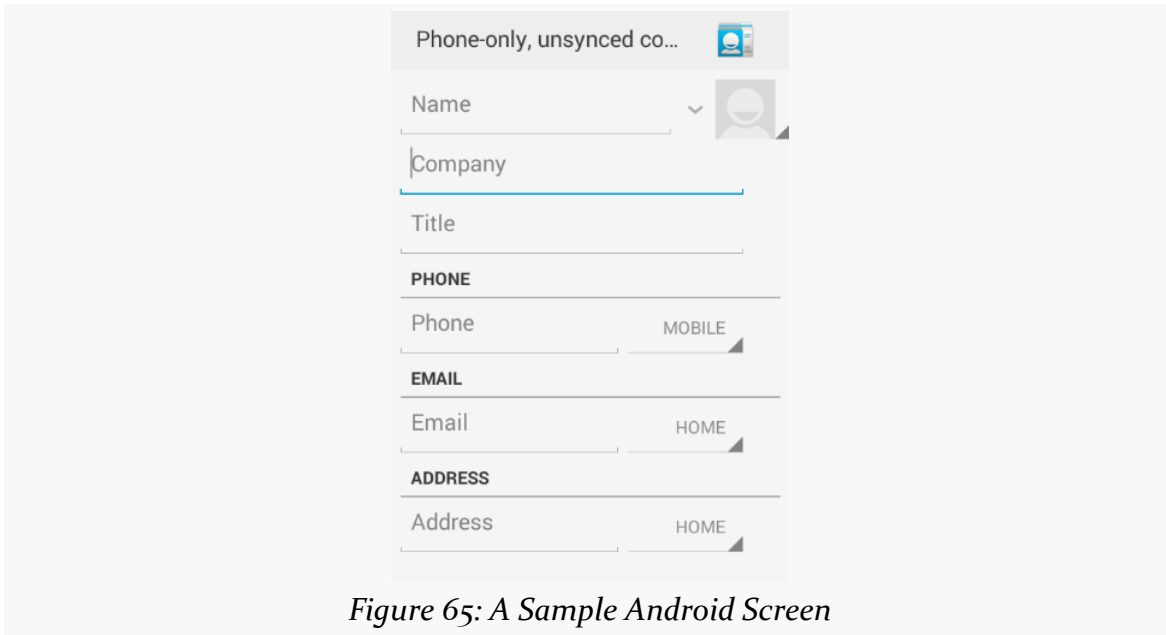 Phone-only, unsynced co...
Name
Company
Title
PHONE
Phone MOBILE
EMAIL
Email HOME
ADDRESS
Address HOME
Figure 65: A Sample Android Screen